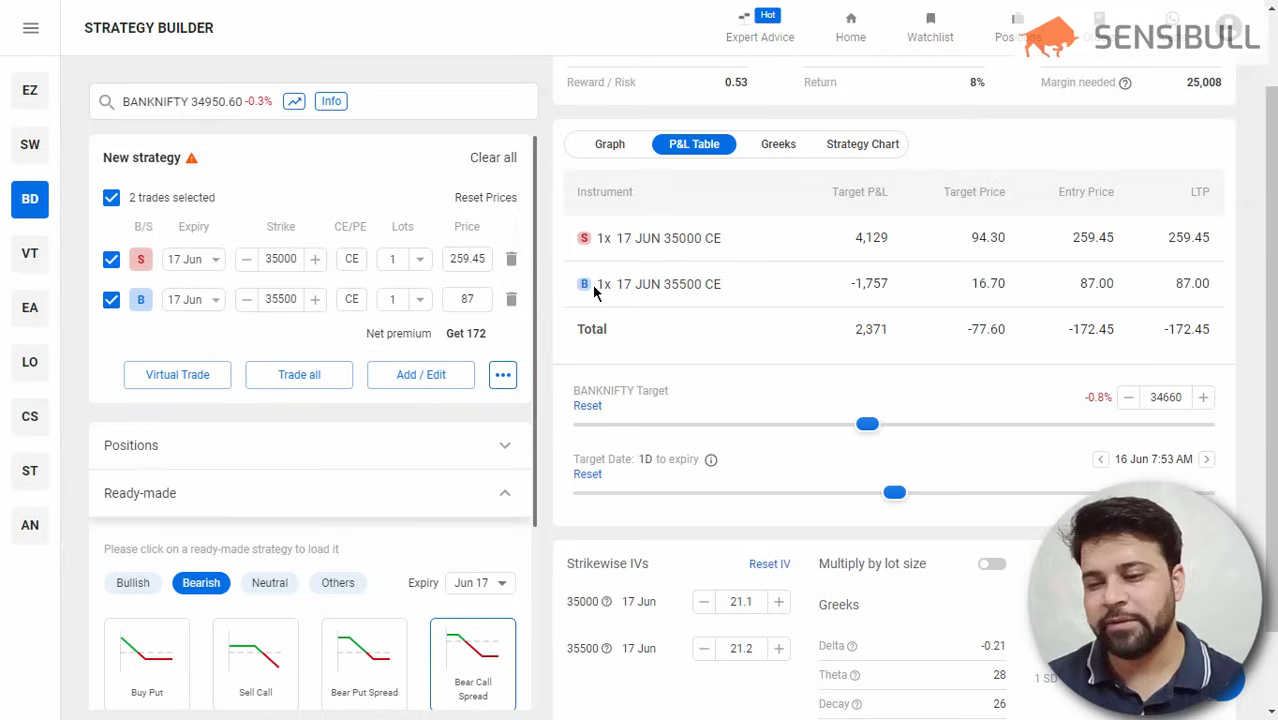 STRATEGY BUILDER
Hot
Expert Advice
Home
Watchlist
SENSIBULL
EZ
SW
BD
VT
EA
LO
CS
ST
AN
BANKNIFTY 34950.60 -0.3%
Info
New strategy
Clear all
2 trades selected
Reset Prices
B/S Expiry Strike CE/PE Lots Price
S 17 Jun 35000 CE 1 259.45
B 17 Jun 35500 CE 1 87
Net premium Get 172
Virtual Trade
Trade all
Add / Edit
Positions
Ready-made
Please click on a ready-made strategy to load it
Bullish
Bearish
Neutral
Others
Expiry Jun 17
Buy Put
Sell Call
Bear Put Spread
Bear Call
Spread
Reward / Risk 0.53
Return 8%
Margin needed 25,008
Graph
P&L Table
Greeks
Strategy Chart
Instrument Target P&L Target Price Entry Price LTP
S 1x 17 JUN 35000 CE 4,129 94.30 259.45 259.45
B 1x 17 JUN 35500 CE -1,757 16.70 87.00 87.00
Total 2,371 -77.60 -172.45 -172.45
BANKNIFTY Target
Reset
-0.8% 34660
Target Date: 1D to expiry
16 Jun 7:53 AM
Reset
Strikewise IVs
Reset IV
35000 17 Jun 21.1
35500 17 Jun 21.2
Multiply by lot size
Greeks
Delta -0.21
Theta 28
Decay 26
1 SD